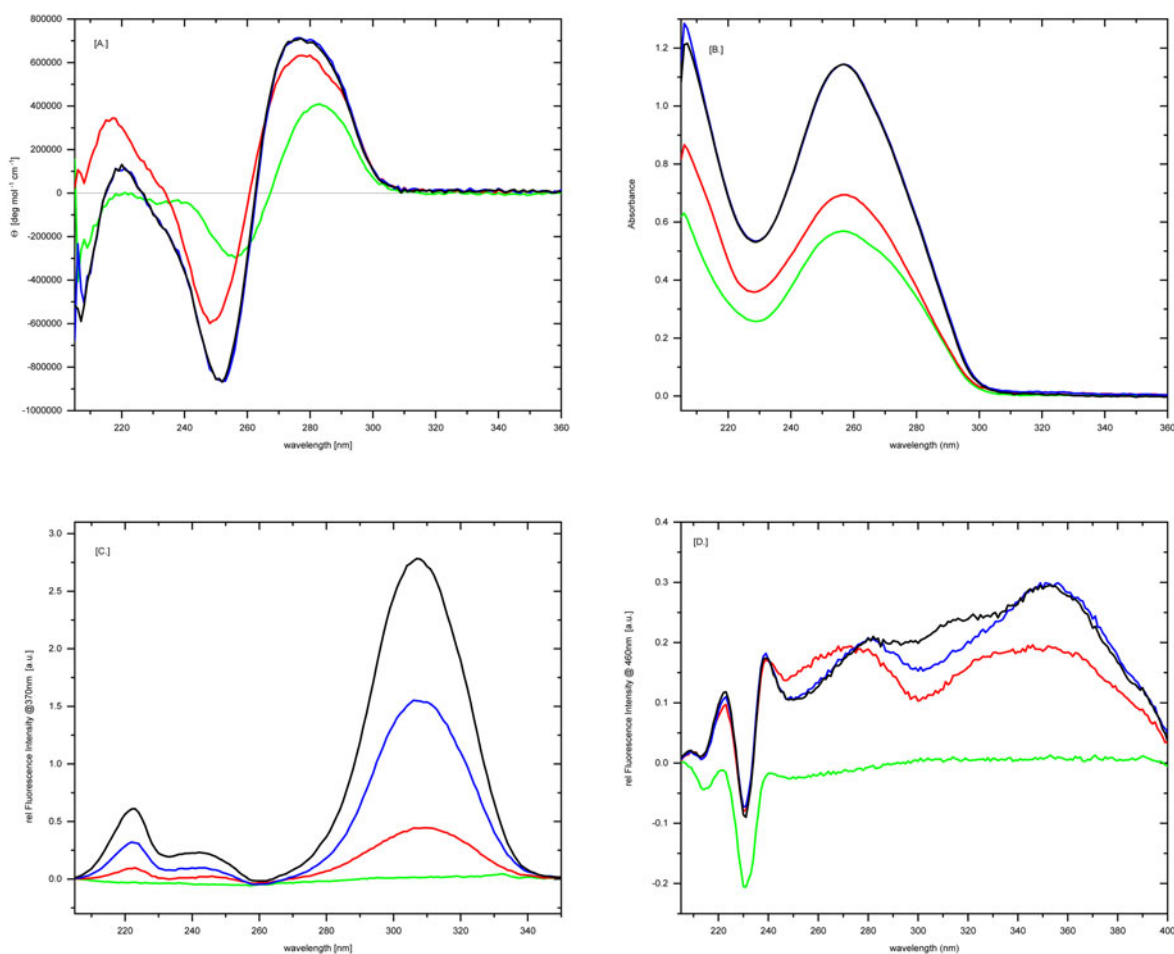 [A.]
800000
600000
400000
200000
0
-200000
-400000
-600000
-800000
-1000000
Θ [deg mol⁻¹ cm⁻¹]
220 240 260 280 300 320 340 360
wavelength [nm]
[B.]
1.2
1.0
0.8
0.6
0.4
0.2
0.0
Absorbance
220 240 260 280 300 320 340 360
wavelength (nm)
[C.]
3.0
2.5
2.0
1.5
1.0
0.5
0.0
rel Fluorescence Intensity @370nm [a.u.]
220 240 260 280 300 320 340
wavelength [nm]
[D.]
0.4
0.3
0.2
0.1
0.0
-0.1
-0.2
rel Fluorescence Intensity @ 460nm [a.u.]
220 240 260 280 300 320 340 360 380 400
wavelength (nm)